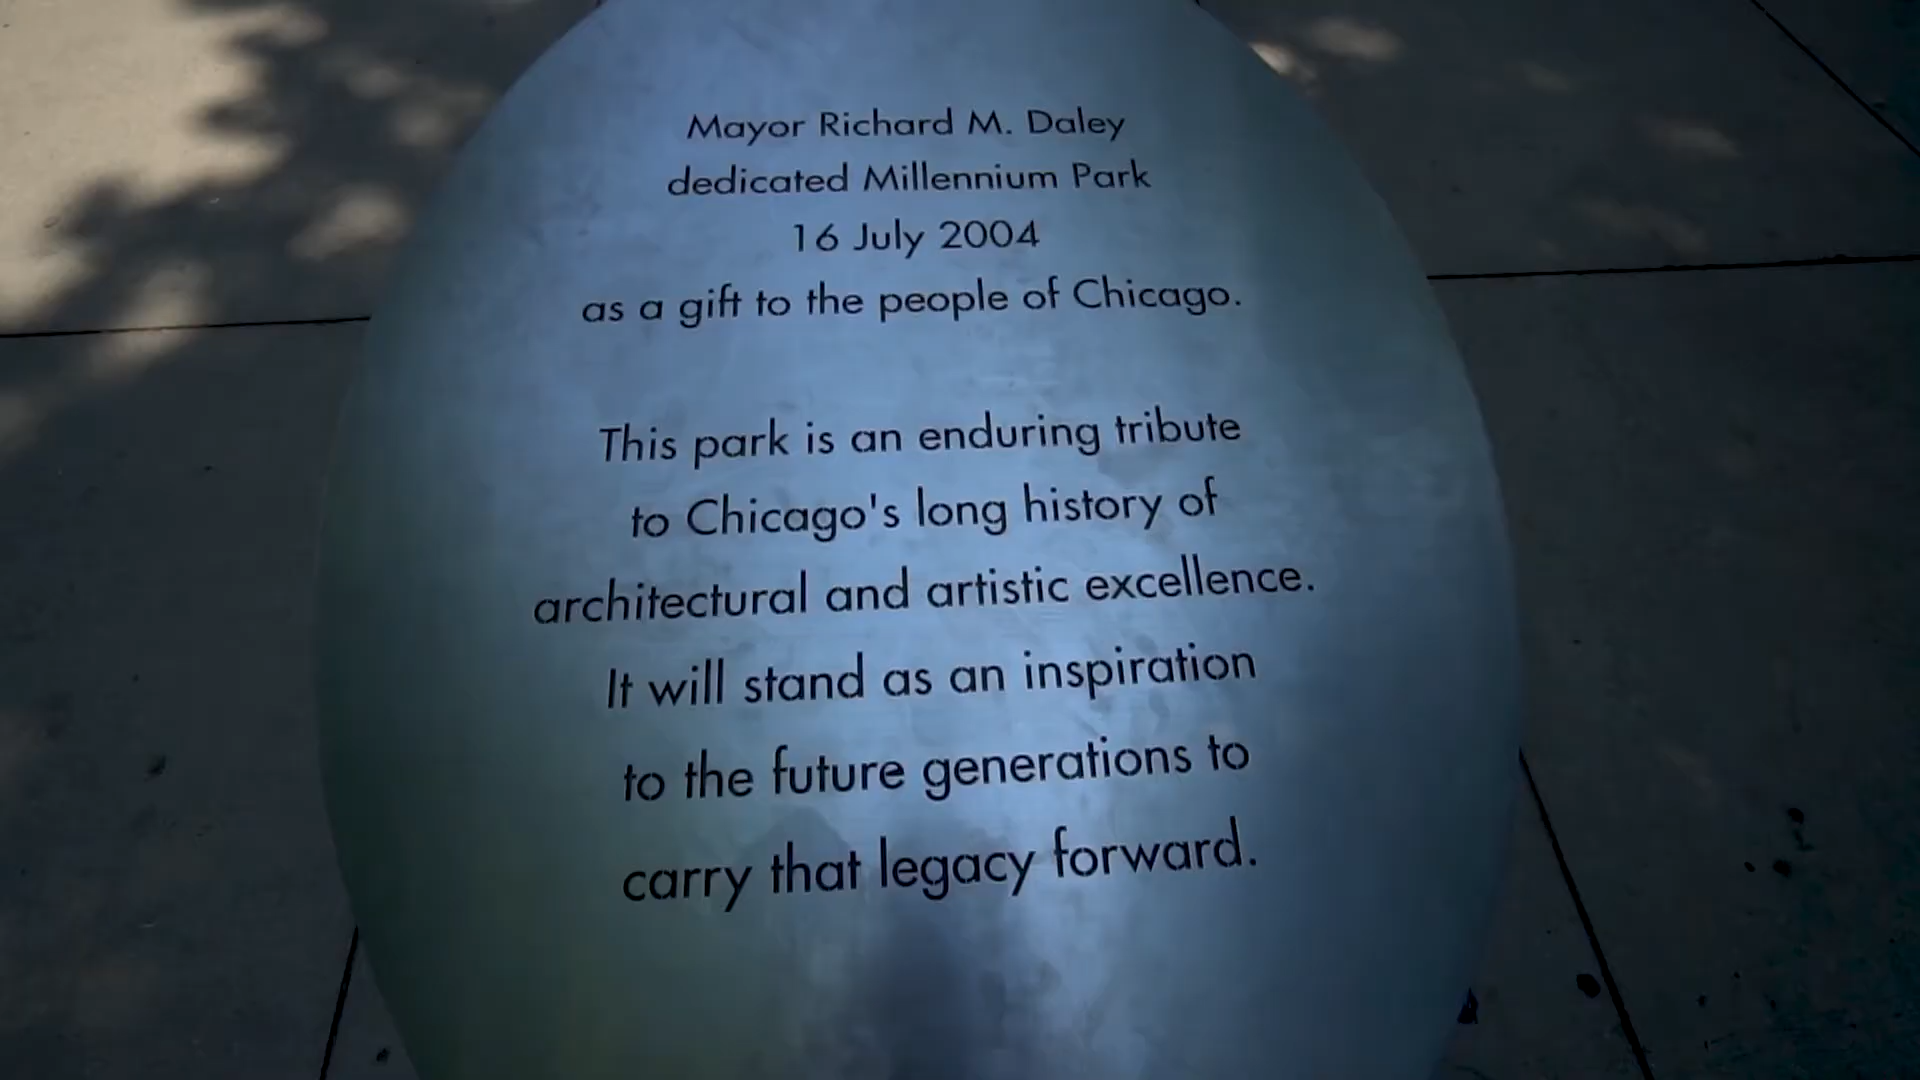 Mayor Richard M. Daley
dedicated Millennium Park
16 July 2004
as a gift to the people of Chicago.
This park is an enduring tribute
to Chicago's long history of
architectural and artistic excellence.
It will stand as an inspiration
to the future generations to
carry that legacy forward.